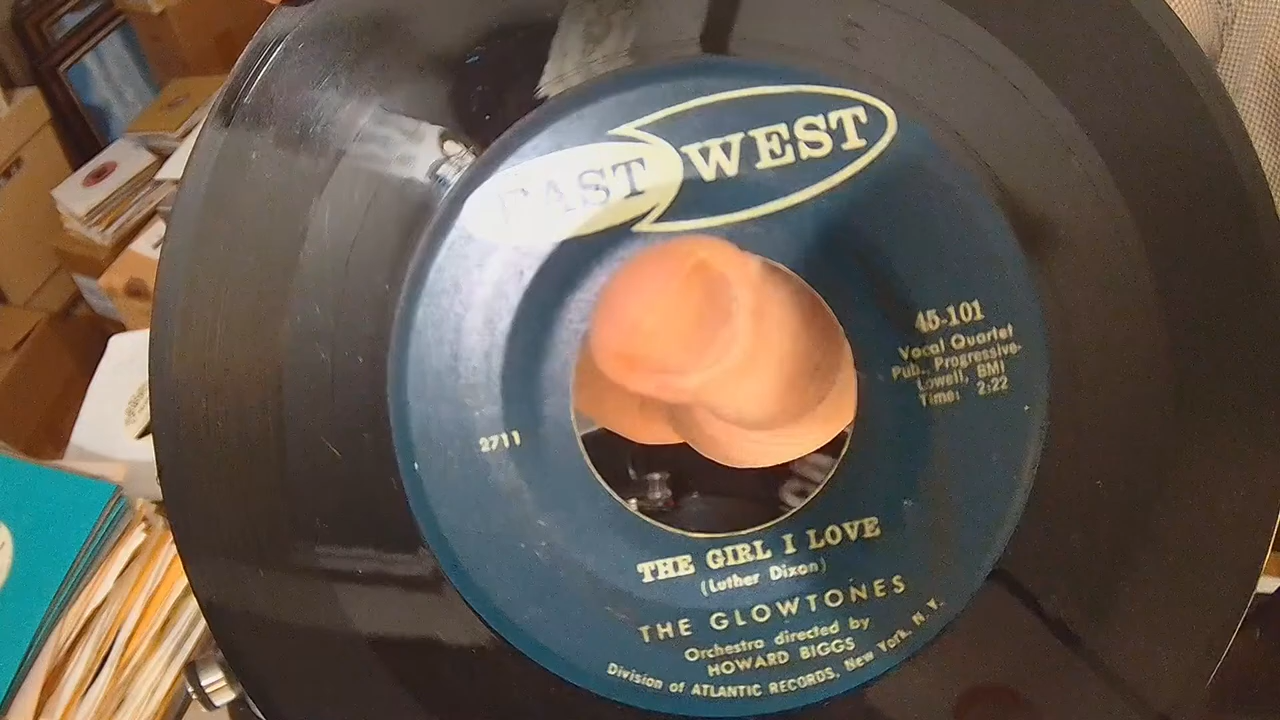 EAST WEST
45-101
Vocal Quartet
Pub., Progressive-
Lowell, BMI
Time: 2:22
2711
THE GIRL I LOVE
(Luther Dixon)
THE GLOWTONES
Orchestra directed by
HOWARD BIGGS
Division of ATLANTIC RECORDS, New York, N. Y.